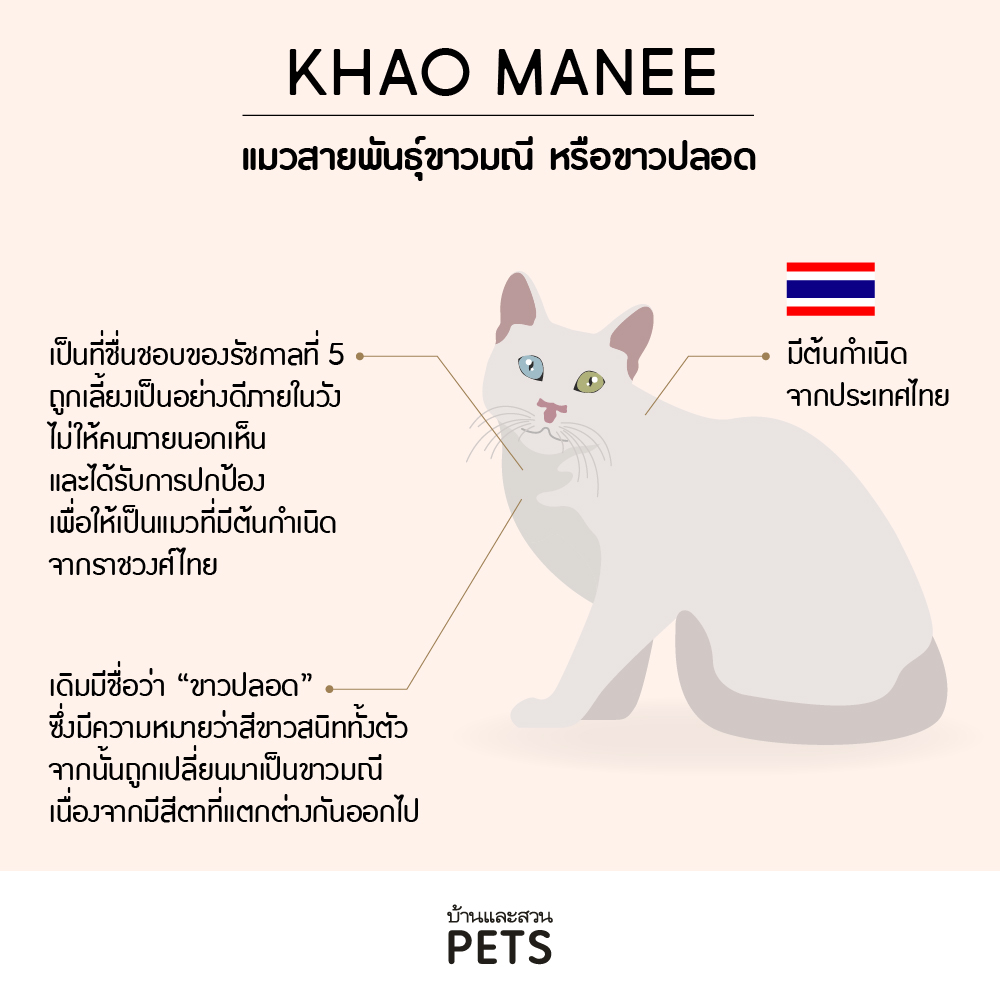 KHAO MANEE
แมวสายพันธุ์ขาวมณี หรือขาวปลอด
เป็นที่ชื่นชอบของรัชกาลที่ 5
ถูกเลี้ยงเป็นอย่างดีภายในวัง
ไม่ให้คนภายนอกเห็น
และได้รับการปกป้อง
เพื่อให้เป็นแมวที่มีต้นกำเนิด
จากราชวงศ์ไทย
มีต้นกำเนิด
จากประเทศไทย
เดิมมีชื่อว่า “ขาวปลอด”
ซึ่งมีความหมายว่าสีขาวสนิททั้งตัว
จากนั้นถูกเปลี่ยนมาเป็นขาวมณี
เนื่องจากมีสีตาที่แตกต่างกันออกไป
บ้านและสวน
PETS